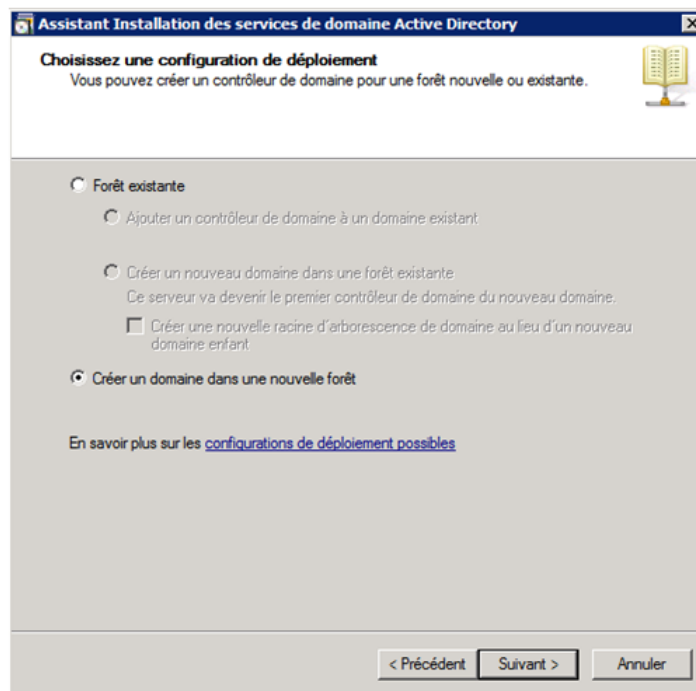 Assistant Installation des services de domaine Active Directory
Choisissez une configuration de déploiement
Vous pouvez créer un contrôleur de domaine pour une forêt nouvelle ou existante.
Forêt existante
Ajouter un contrôleur de domaine à un domaine existant
Créer un nouveau domaine dans une forêt existante
Ce serveur va devenir le premier contrôleur de domaine du nouveau domaine.
Créer une nouvelle racine d'arborescence de domaine au lieu d'un nouveau
domaine enfant
Créer un domaine dans une nouvelle forêt
En savoir plus sur les configurations de déploiement possibles
< Précédent Suivant > Annuler